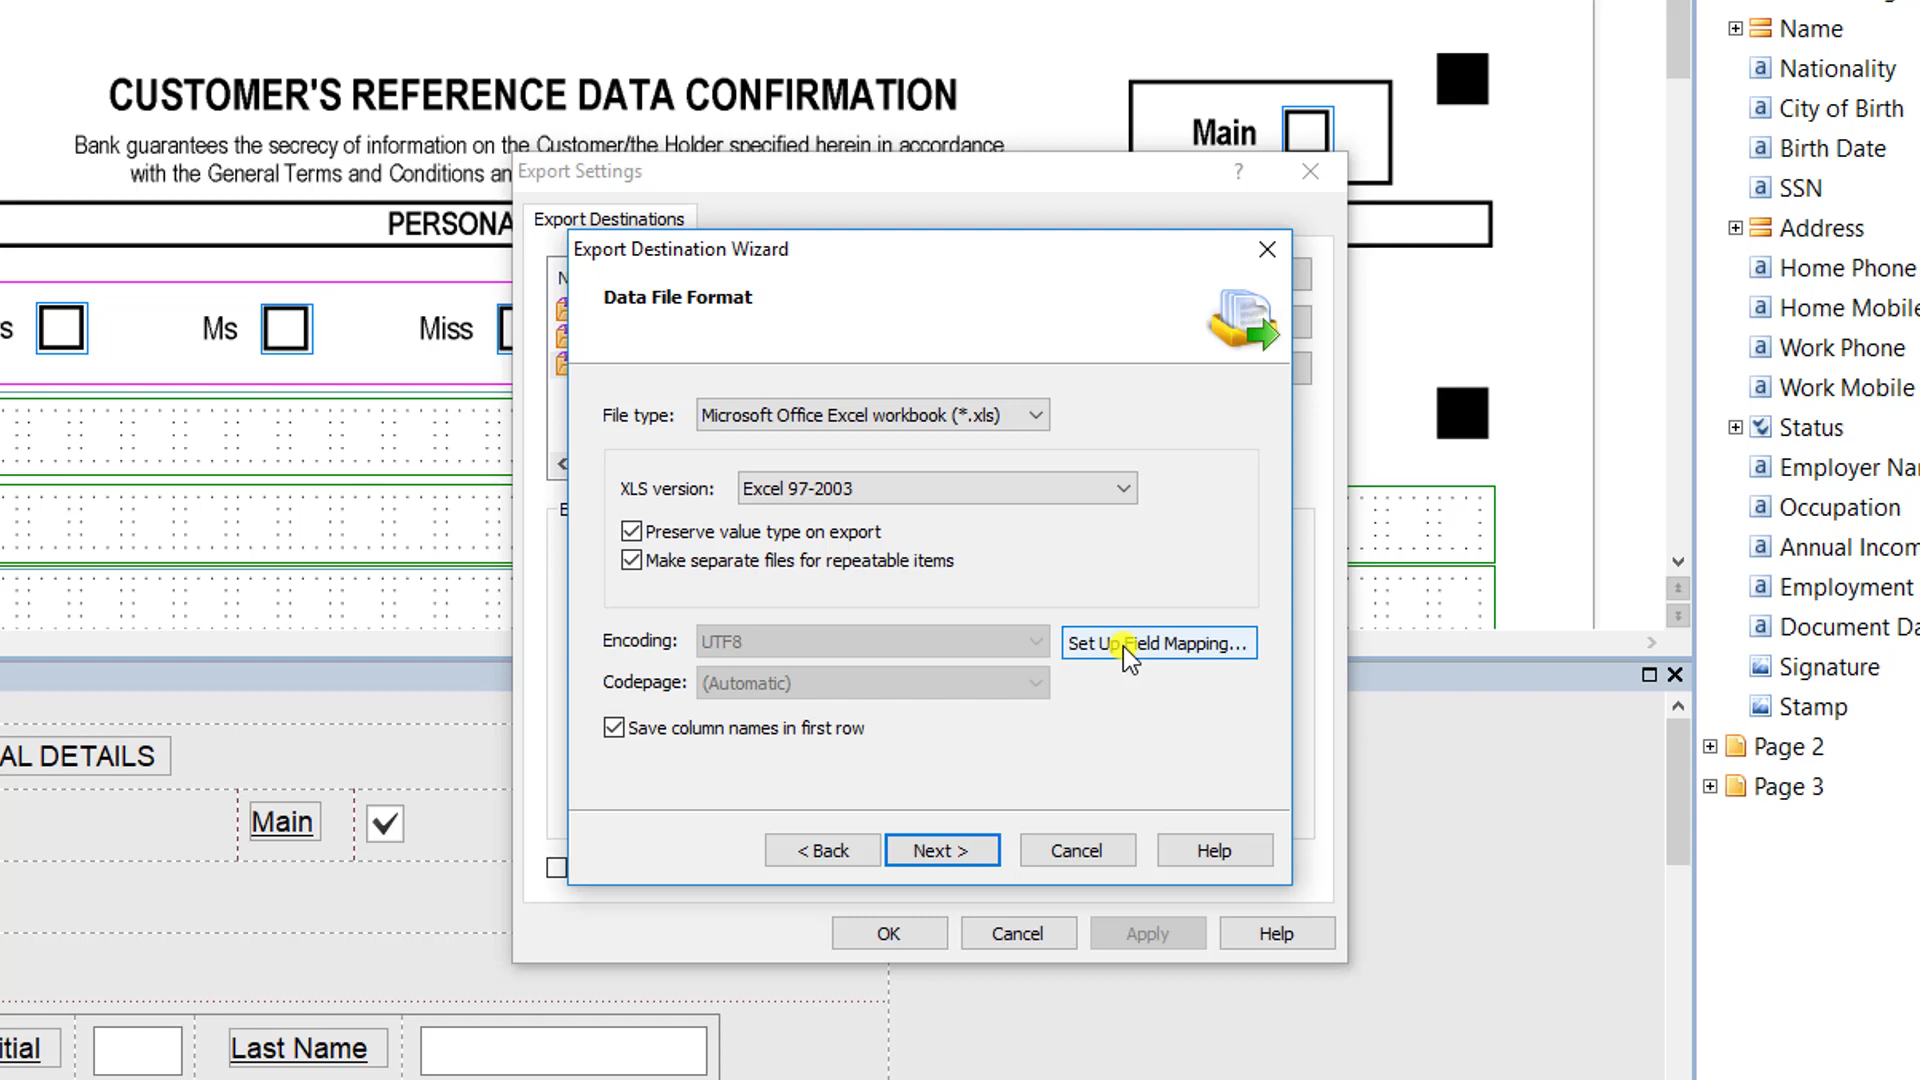 CUSTOMER'S REFERENCE DATA CONFIRMATION
Bank guarantees the secrecy of information on the Customer/the Holder specified herein in accordance
with the General Terms and Conditions an
Main
PERSONA
s
Ms
Miss
Export Settings
?
Export Destinations
N
E
Export Destination Wizard
Data File Format
File type:
Microsoft Office Excel workbook (*.xls)
XLS version:
Excel 97-2003
Preserve value type on export
Make separate files for repeatable items
Encoding:
UTF8
Set Up Field Mapping...
Codepage:
(Automatic)
Save column names in first row
< Back
Next >
Cancel
Help
OK
Cancel
Apply
Help
AL DETAILS
Main
itial
Last Name
Name
Nationality
City of Birth
Birth Date
SSN
Address
Home Phone
Home Mobile
Work Phone
Work Mobile
Status
Employer Na
Occupation
Annual Incom
Employment
Document Da
Signature
Stamp
Page 2
Page 3